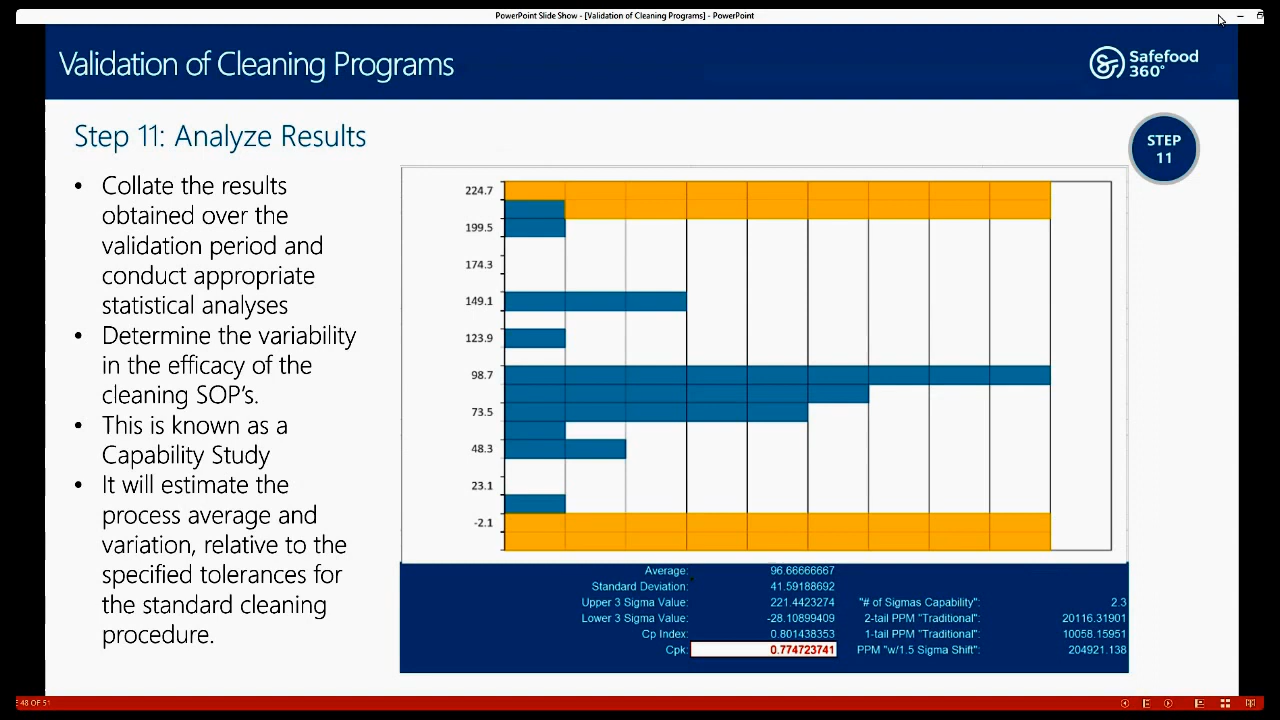 PowerPoint Slide Show - [Validation of Cleaning Programs] - PowerPoint
Validation of Cleaning Programs
Safefood
360°
Step 11: Analyze Results
STEP
11
• Collate the results
obtained over the
validation period and
conduct appropriate
statistical analyses
• Determine the variability
in the efficacy of the
cleaning SOP's.
• This is known as a
Capability Study
• It will estimate the
process average and
variation, relative to the
specified tolerances for
the standard cleaning
procedure.
224.7
199.5
174.3
149.1
123.9
98.7
73.5
48.3
23.1
-2.1
Average: 96.66666667
Standard Deviation: 41.59188692
Upper 3 Sigma Value: 221.4423274 "# of Sigmas Capability": 2.3
Lower 3 Sigma Value: -28.10899409 2-tail PPM "Traditional": 20116.31901
Cp Index: 0.801438353 1-tail PPM "Traditional": 10058.15951
Cpk: 0.774723741 PPM "w/1.5 Sigma Shift": 204921.138
E 48 OF 51